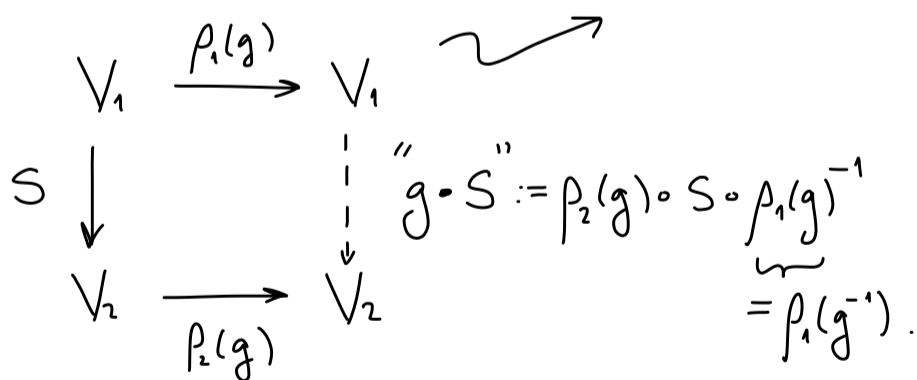 ρ₁(g)
V₁ → V₁
S ↓ "g · S" := ρ₂(g) ∘ S ∘ ρ₁(g)⁻¹
V₂ → V₂ = ρ₁(g⁻¹).
ρ₂(g)